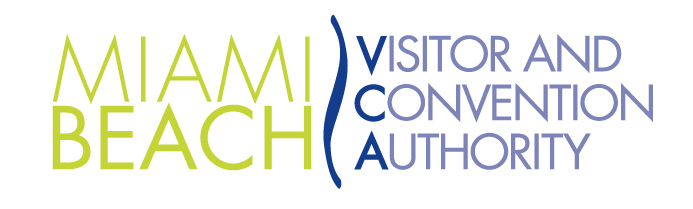 MIAMI
BEACH
VISITOR AND
CONVENTION
AUTHORITY